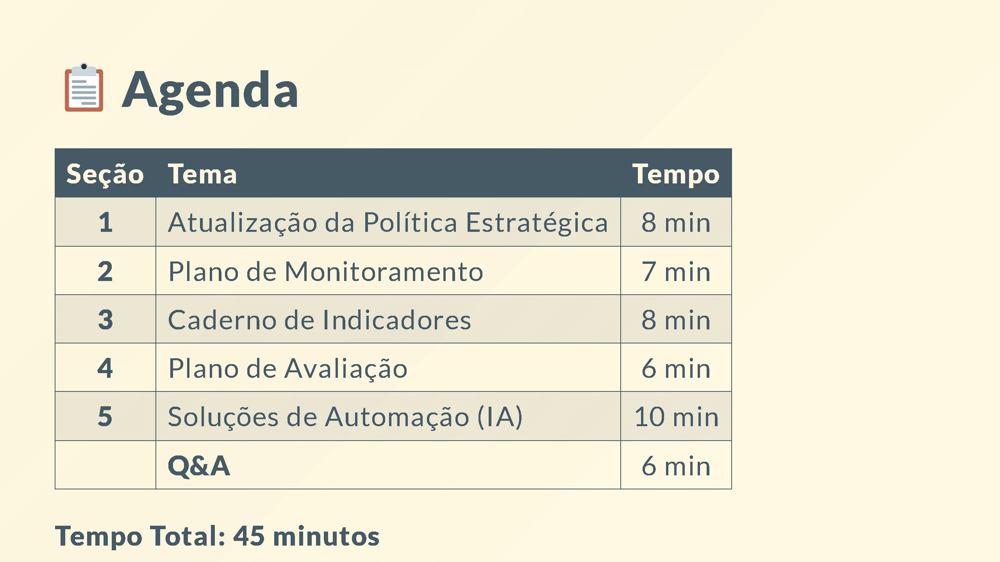 Agenda
Seção Tema Tempo
1 Atualização da Política Estratégica 8 min
2 Plano de Monitoramento 7 min
3 Caderno de Indicadores 8 min
4 Plano de Avaliação 6 min
5 Soluções de Automação (IA) 10 min
Q&A 6 min
Tempo Total: 45 minutos